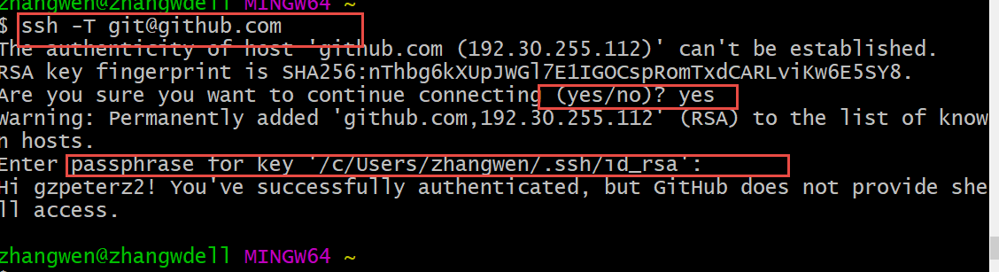 zhangwen@zhangwdell MINGW64 ~
$ ssh -T git@github.com
The authenticity of host 'github.com (192.30.255.112)' can't be established.
RSA key fingerprint is SHA256:nThbg6kXUpJWGl7E1IGOCspRomTxdCARLviKw6E5SY8.
Are you sure you want to continue connecting (yes/no)? yes
Warning: Permanently added 'github.com,192.30.255.112' (RSA) to the list of know
n hosts.
Enter passphrase for key '/c/Users/zhangwen/.ssh/id_rsa':
Hi gzpeterz2! You've successfully authenticated, but GitHub does not provide she
ll access.
zhangwen@zhangwdell MINGW64 ~
$